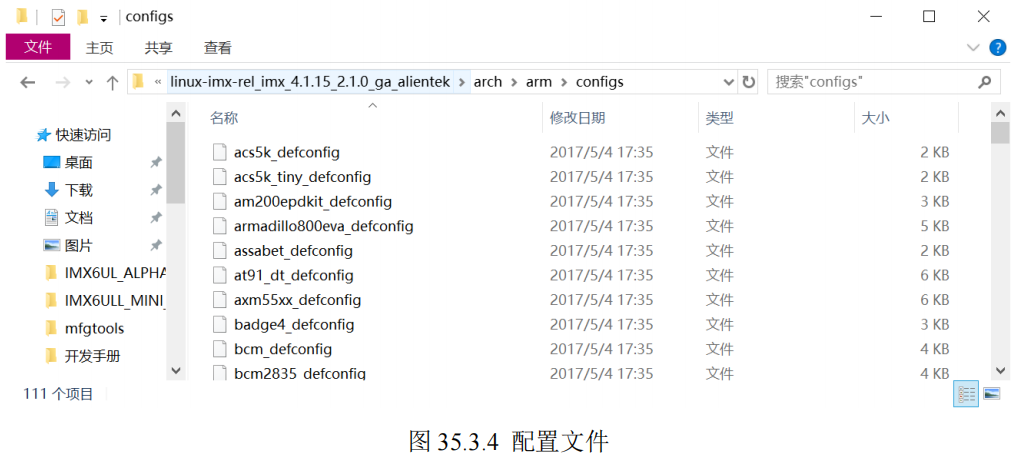 configs
文件 主页 共享 查看
« linux-imx-rel_imx_4.1.15_2.1.0_ga_alientek › arch › arm › configs 搜索"configs"
名称 修改日期 类型 大小
快速访问
桌面
下载
文档
图片
IMX6UL_ALPHA
IMX6ULL_MINI_
mfgtools
开发手册
acs5k_defconfig 2017/5/4 17:35 文件 2 KB
acs5k_tiny_defconfig 2017/5/4 17:35 文件 2 KB
am200epdkit_defconfig 2017/5/4 17:35 文件 3 KB
armadillo800eva_defconfig 2017/5/4 17:35 文件 5 KB
assabet_defconfig 2017/5/4 17:35 文件 2 KB
at91_dt_defconfig 2017/5/4 17:35 文件 6 KB
axm55xx_defconfig 2017/5/4 17:35 文件 6 KB
badge4_defconfig 2017/5/4 17:35 文件 3 KB
bcm_defconfig 2017/5/4 17:35 文件 4 KB
bcm2835_defconfig 2017/5/4 17:35 文件 4 KB
111 个项目
图 35.3.4 配置文件